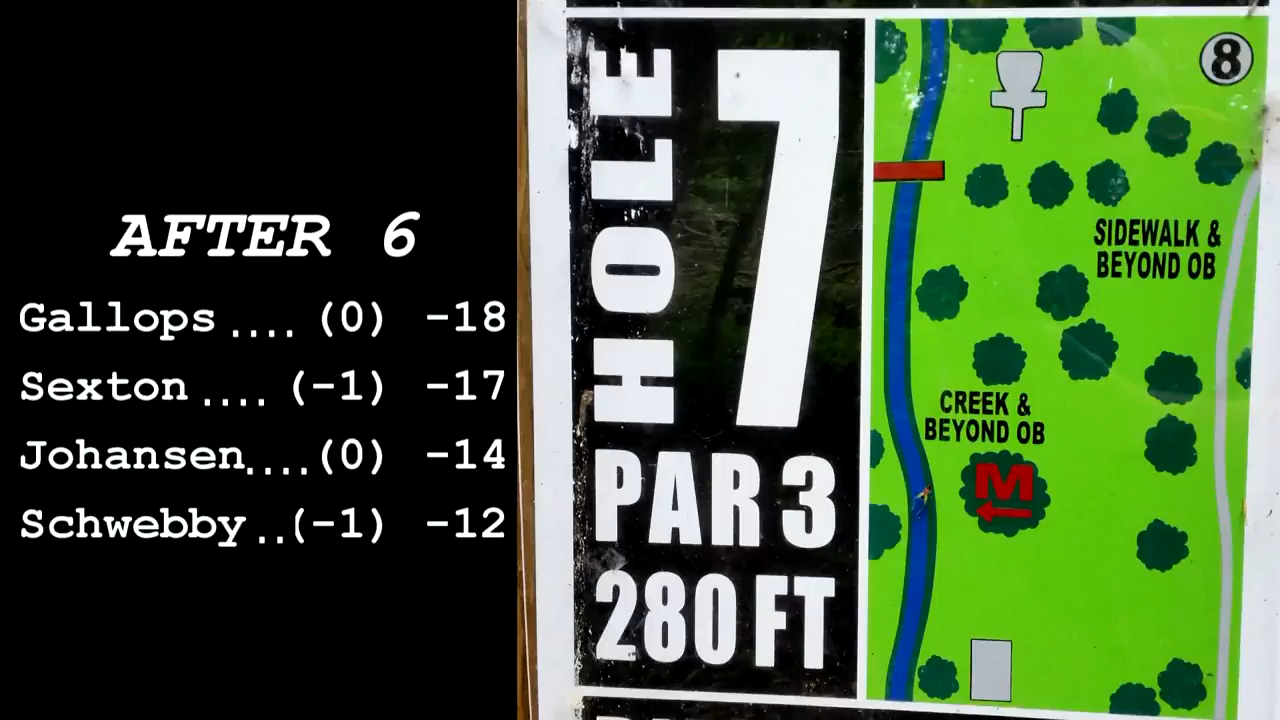 AFTER 6
Gallops .... (0) -18
Sexton .... (-1) -17
Johansen....(0) -14
Schwebby ..(-1) -12
HOLE
7
PAR 3
280 FT
8
SIDEWALK &
BEYOND OB
CREEK &
BEYOND OB
M